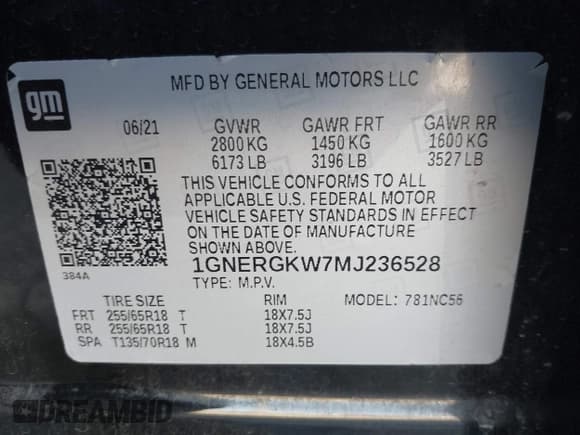 gm
MFD BY GENERAL MOTORS LLC
06/21 GVWR GAWR FRT GAWR RR
2800 KG 1450 KG 1600 KG
6173 LB 3196 LB 3527 LB
THIS VEHICLE CONFORMS TO ALL
APPLICABLE U.S. FEDERAL MOTOR
VEHICLE SAFETY STANDARDS IN EFFECT
ON THE DATE OF MANUFACTURE
SHOWN ABOVE.
384A
1GNERGKW7MJ236528
TYPE: M.P.V.
TIRE SIZE RIM MODEL: 781NC56
FRT 255/65R18 T 18X7.5J
RR 255/65R18 T 18X7.5J
SPA T135/70R18 M 18X4.5B
DREAMBID